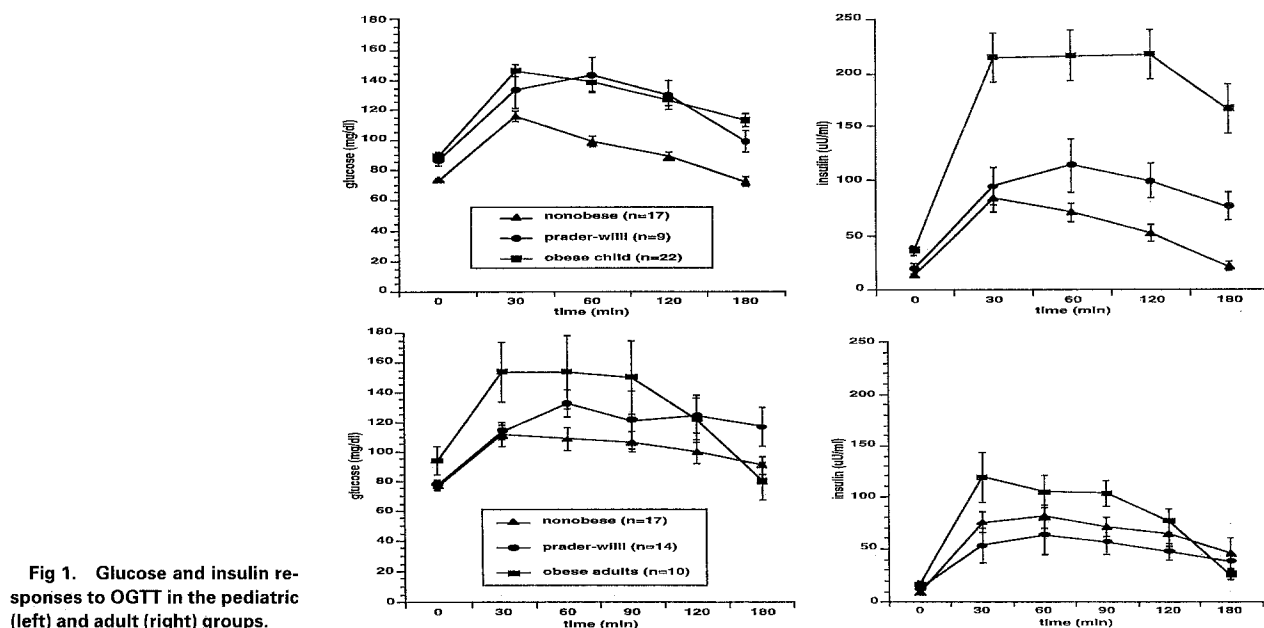 180
160
140
120
100
80
60
40
20
0
glucose (mg/dl)
nonobese (n=17)
prader-willi (n=9)
obese child (n=22)
0 30 60 120 180
time (min)
250
200
150
100
50
0
insulin (uU/ml)
0 30 60 120 180
time (min)
180
160
140
120
100
80
60
40
20
0
glucose (mg/dl)
nonobese (n=17)
prader-willi (n=14)
obese adults (n=10)
0 30 60 90 120 180
time (min)
250
200
150
100
50
0
insulin (uU/ml)
0 30 60 90 120 180
time (min)
Fig 1. Glucose and insulin re-
sponses to OGTT in the pediatric
(left) and adult (right) groups.